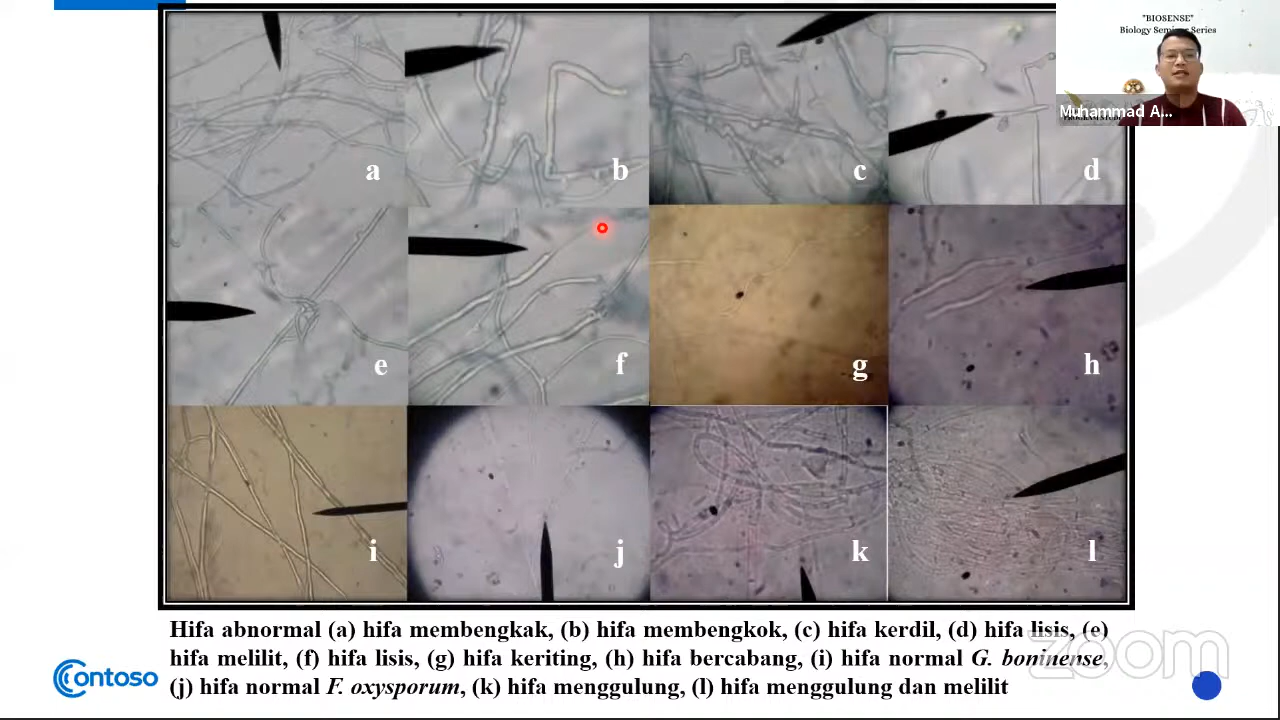 "BIOSENSE"
Biology Seminar Series
Muhammad A...
a
b
c
d
e
f
g
h
i
j
k
l
Hifa abnormal (a) hifa membengkak, (b) hifa membengkok, (c) hifa kerdil, (d) hifa lisis, (e)
hifa melilit, (f) hifa lisis, (g) hifa keriting, (h) hifa bercabang, (i) hifa normal G. boninense,
(j) hifa normal F. oxysporum, (k) hifa menggulung, (l) hifa menggulung dan melilit
Contoso
zoom